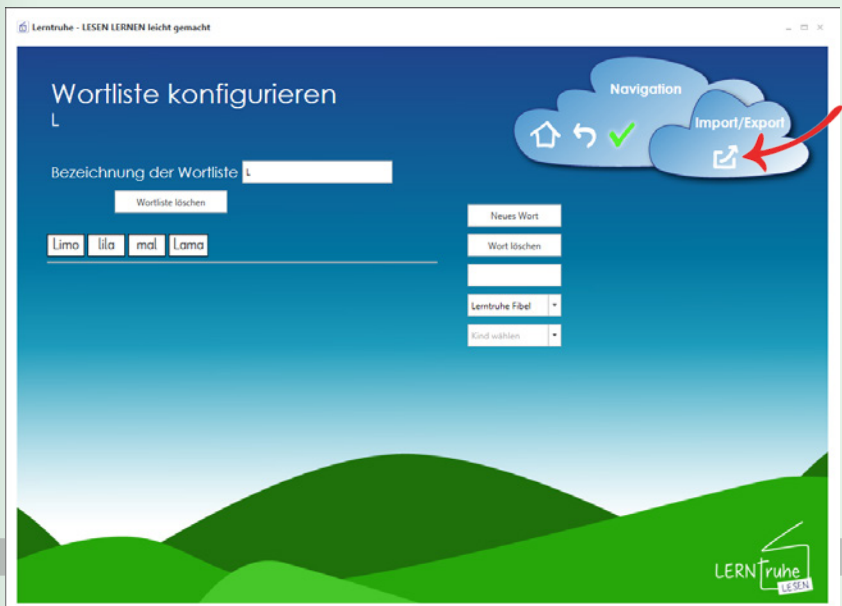 Lerntruhe - LESEN LERNEN leicht gemacht
Wortliste konfigurieren
L
Navigation
Import/Export
Bezeichnung der Wortliste L
Wortliste löschen
Limo lila mal Lama
Neues Wort
Wort löschen
Lerntruhe Fibel
Kind wählen
LERNTruhe
LESEN